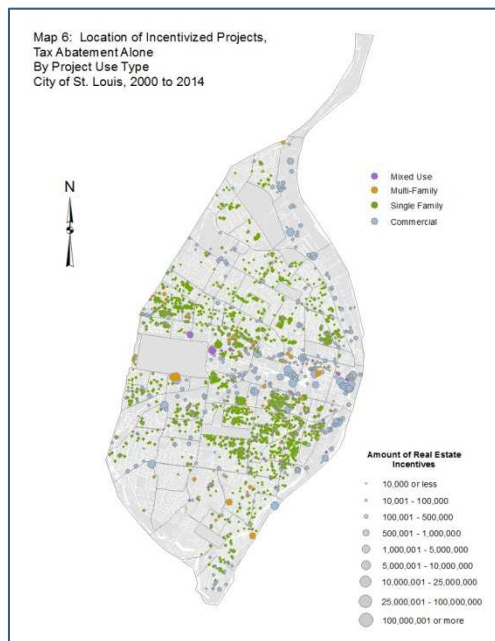 Map 6: Location of Incentivized Projects,
Tax Abatement Alone
By Project Use Type
City of St. Louis, 2000 to 2014
N
Mixed Use
Multi-Family
Single Family
Commercial
Amount of Real Estate
Incentives
10,000 or less
10,001 - 100,000
100,001 - 500,000
500,001 - 1,000,000
1,000,001 - 5,000,000
5,000,001 - 10,000,000
10,000,001 - 25,000,000
25,000,001 - 100,000,000
100,000,001 or more